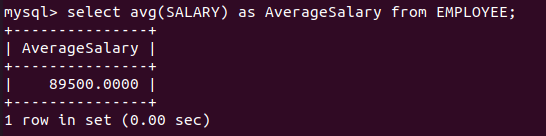 mysql> select avg(SALARY) as AverageSalary from EMPLOYEE;
+---------------+
| AverageSalary |
+---------------+
|    89500.0000 |
+---------------+
1 row in set (0.00 sec)